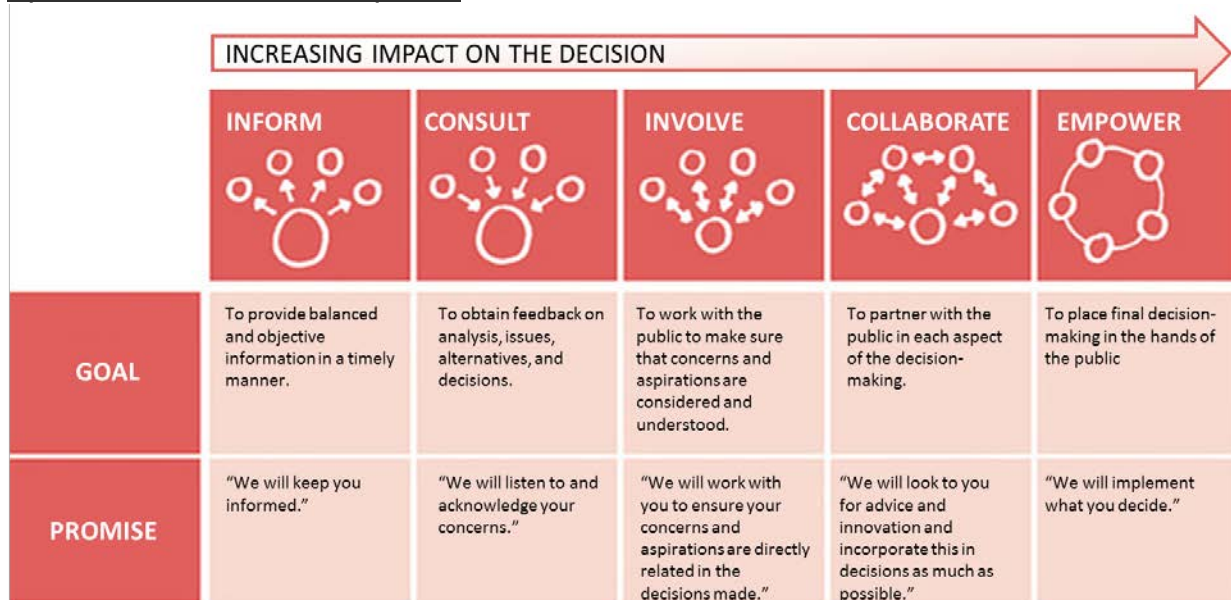 INCREASING IMPACT ON THE DECISION
INFORM
CONSULT
INVOLVE
COLLABORATE
EMPOWER
GOAL
To provide balanced
and objective
information in a timely
manner.
To obtain feedback on
analysis, issues,
alternatives, and
decisions.
To work with the
public to make sure
that concerns and
aspirations are
considered and
understood.
To partner with the
public in each aspect
of the decision-
making.
To place final decision-
making in the hands of
the public
PROMISE
“We will keep you
informed.”
“We will listen to and
acknowledge your
concerns.”
“We will work with
you to ensure your
concerns and
aspirations are directly
related in the
decisions made.”
“We will look to you
for advice and
innovation and
incorporate this in
decisions as much as
possible.”
“We will implement
what you decide.”